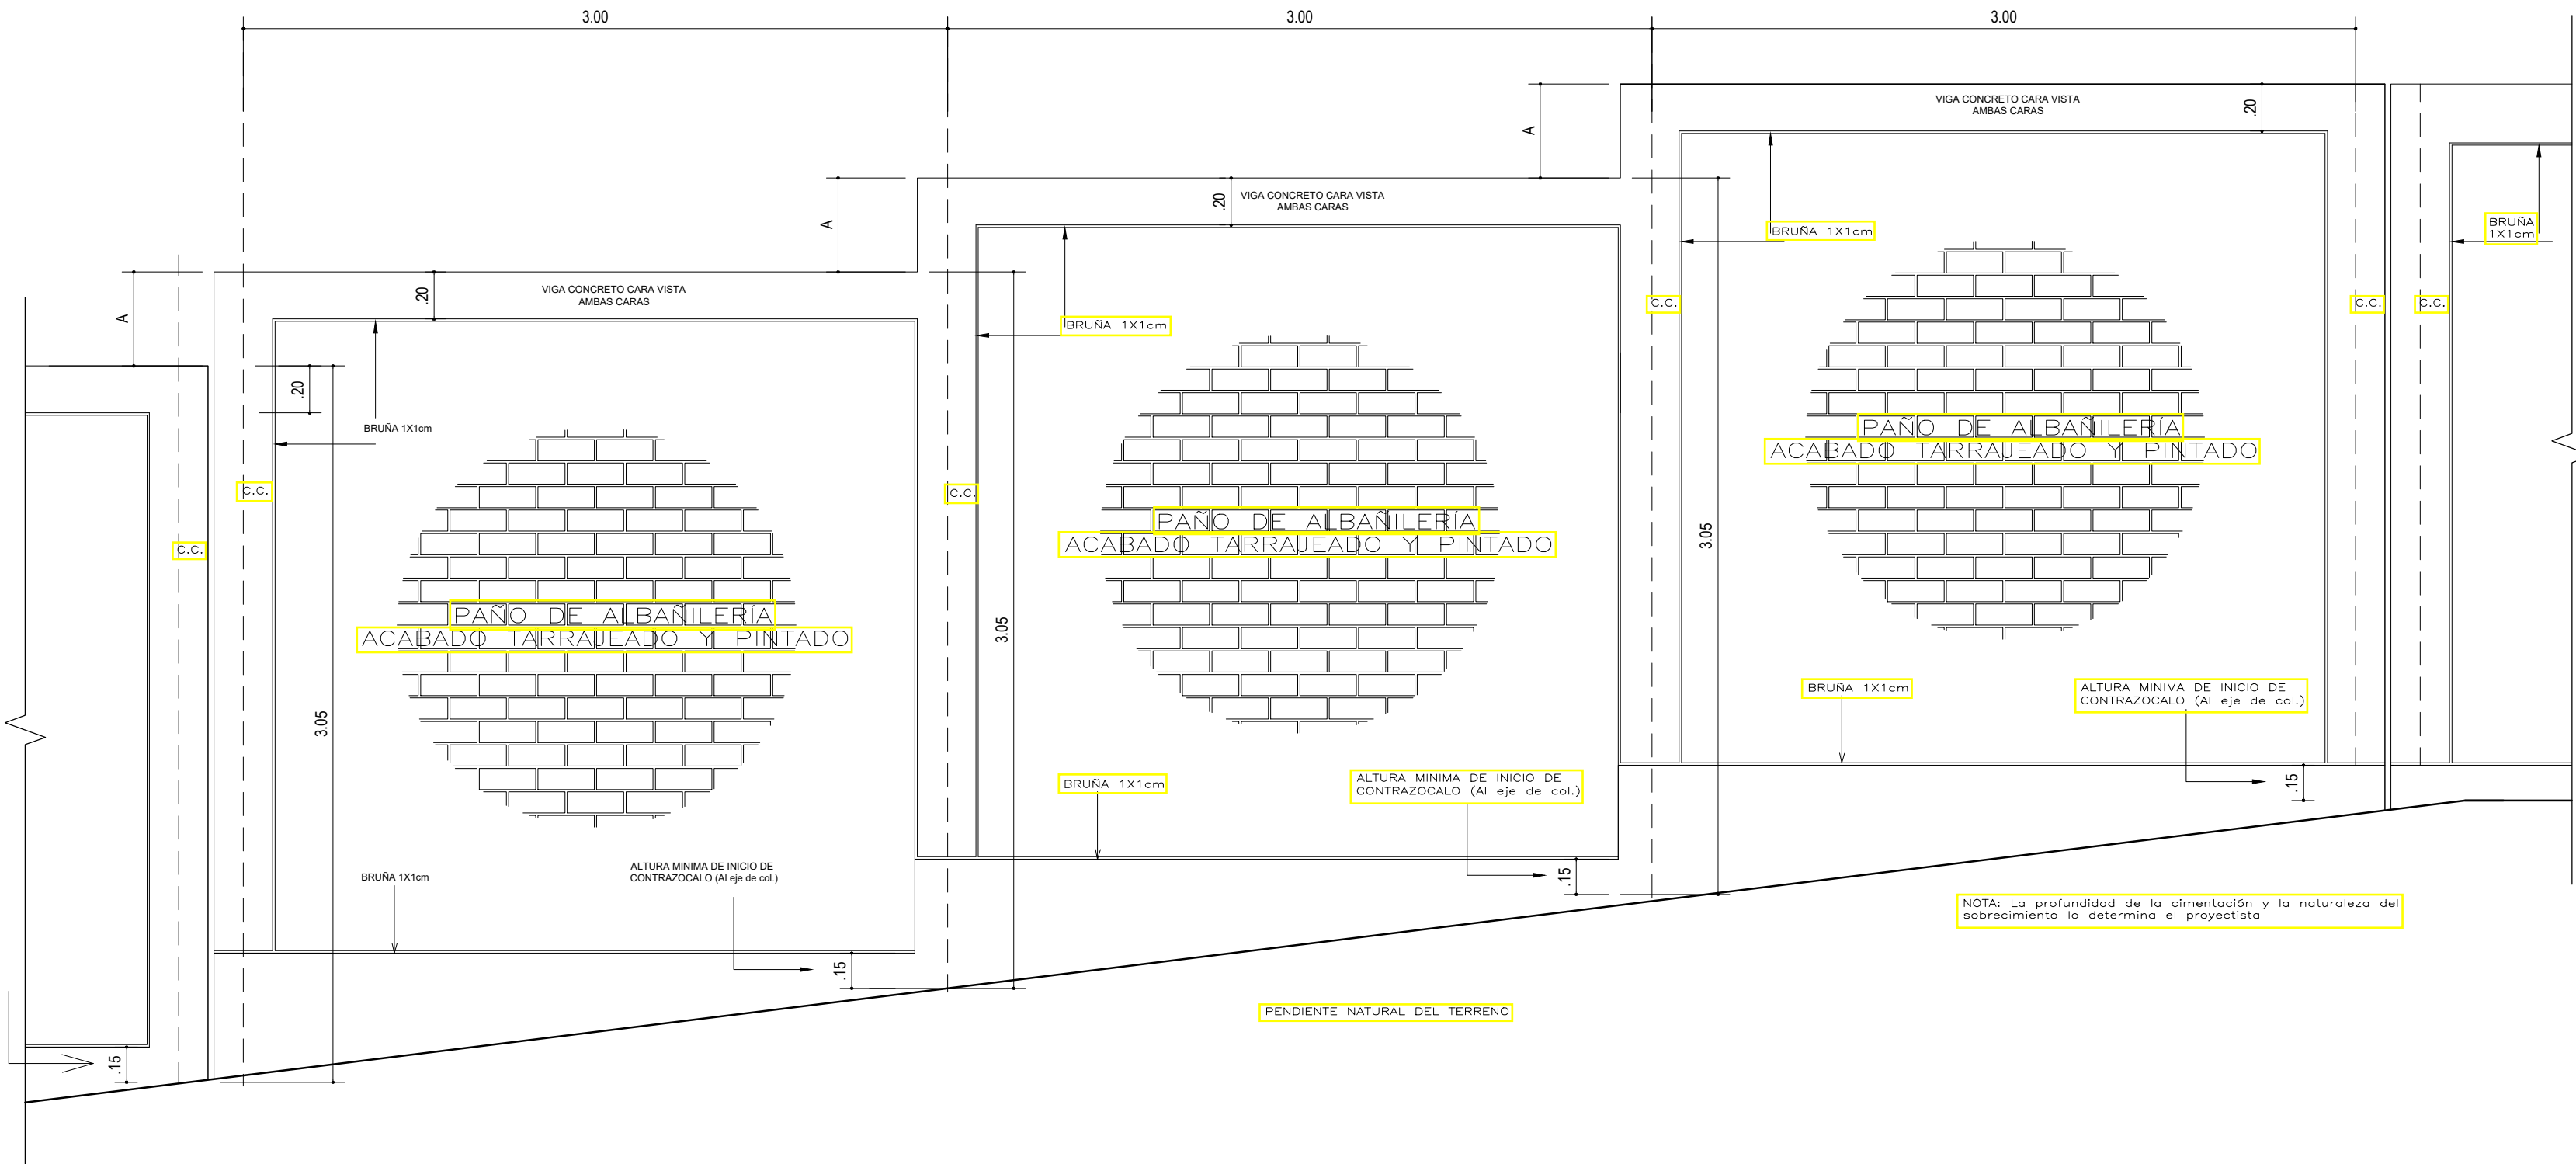 3.00
3.00
3.00
VIGA CONCRETO CARA VISTA
AMBAS CARAS
.20
A
VIGA CONCRETO CARA VISTA
AMBAS CARAS
.20
A
BRUÑA 1X1cm
BRUÑA
1X1cm
VIGA CONCRETO CARA VISTA
AMBAS CARAS
.20
A
BRUÑA 1X1cm
C.C.
C.C.
C.C.
.20
BRUÑA 1X1cm
PAÑO DE ALBAÑILERÍA
ACABADO TARRAJEADO Y PINTADO
C.C.
C.C.
PAÑO DE ALBAÑILERÍA
ACABADO TARRAJEADO Y PINTADO
3.05
C.C.
PAÑO DE ALBAÑILERÍA
ACABADO TARRAJEADO Y PINTADO
3.05
BRUÑA 1X1cm
ALTURA MINIMA DE INICIO DE
CONTRAZOCALO (Al eje de col.)
3.05
BRUÑA 1X1cm
ALTURA MINIMA DE INICIO DE
CONTRAZOCALO (Al eje de col.)
.15
BRUÑA 1X1cm
ALTURA MINIMA DE INICIO DE
CONTRAZOCALO (Al eje de col.)
.15
NOTA: La profundidad de la cimentación y la naturaleza del
sobrecimiento lo determina el proyectista
.15
PENDIENTE NATURAL DEL TERRENO
.15